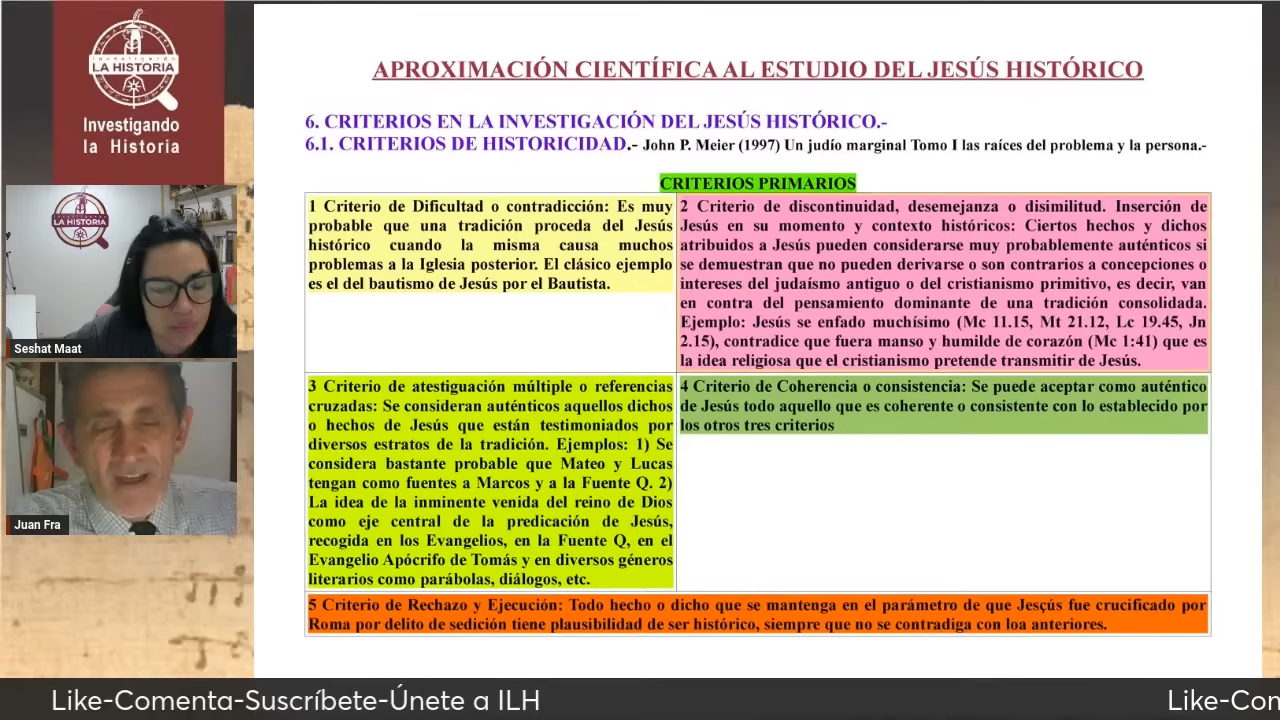 LA HISTORIA
Investigando
la Historia
LA HISTORIA
Seshat Maat
Juan Fra
APROXIMACIÓN CIENTÍFICA AL ESTUDIO DEL JESÚS HISTÓRICO
6. CRITERIOS EN LA INVESTIGACIÓN DEL JESÚS HISTÓRICO.-
6.1. CRITERIOS DE HISTORICIDAD.- John P. Meier (1997) Un judío marginal Tomo I las raíces del problema y la persona.-
CRITERIOS PRIMARIOS
1 Criterio de Dificultad o contradicción: Es muy
probable que una tradición proceda del Jesús
histórico cuando la misma causa muchos
problemas a la Iglesia posterior. El clásico ejemplo
es el del bautismo de Jesús por el Bautista.
2 Criterio de discontinuidad, desemejanza o disimilitud. Inserción de
Jesús en su momento y contexto históricos: Ciertos hechos y dichos
atribuidos a Jesús pueden considerarse muy probablemente auténticos si
se demuestran que no pueden derivarse o son contrarios a concepciones o
intereses del judaísmo antiguo o del cristianismo primitivo, es decir, van
en contra del pensamiento dominante de una tradición consolidada.
Ejemplo: Jesús se enfado muchísimo (Mc 11.15, Mt 21.12, Lc 19.45, Jn
2.15), contradice que fuera manso y humilde de corazón (Mc 1:41) que es
la idea religiosa que el cristianismo pretende transmitir de Jesús.
3 Criterio de atestiguación múltiple o referencias
cruzadas: Se consideran auténticos aquellos dichos
o hechos de Jesús que están testimoniados por
diversos estratos de la tradición. Ejemplos: 1) Se
considera bastante probable que Mateo y Lucas
tengan como fuentes a Marcos y a la Fuente Q. 2)
La idea de la inminente venida del reino de Dios
como eje central de la predicación de Jesús,
recogida en los Evangelios, en la Fuente Q, en el
Evangelio Apócrifo de Tomás y en diversos géneros
literarios como parábolas, diálogos, etc.
4 Criterio de Coherencia o consistencia: Se puede aceptar como auténtico
de Jesús todo aquello que es coherente o consistente con lo establecido por
los otros tres criterios
5 Criterio de Rechazo y Ejecución: Todo hecho o dicho que se mantenga en el parámetro de que Jesçús fue crucificado por
Roma por delito de sedición tiene plausibilidad de ser histórico, siempre que no se contradiga con loa anteriores.
Like-Comenta-Suscríbete-Únete a ILH
Like-Con